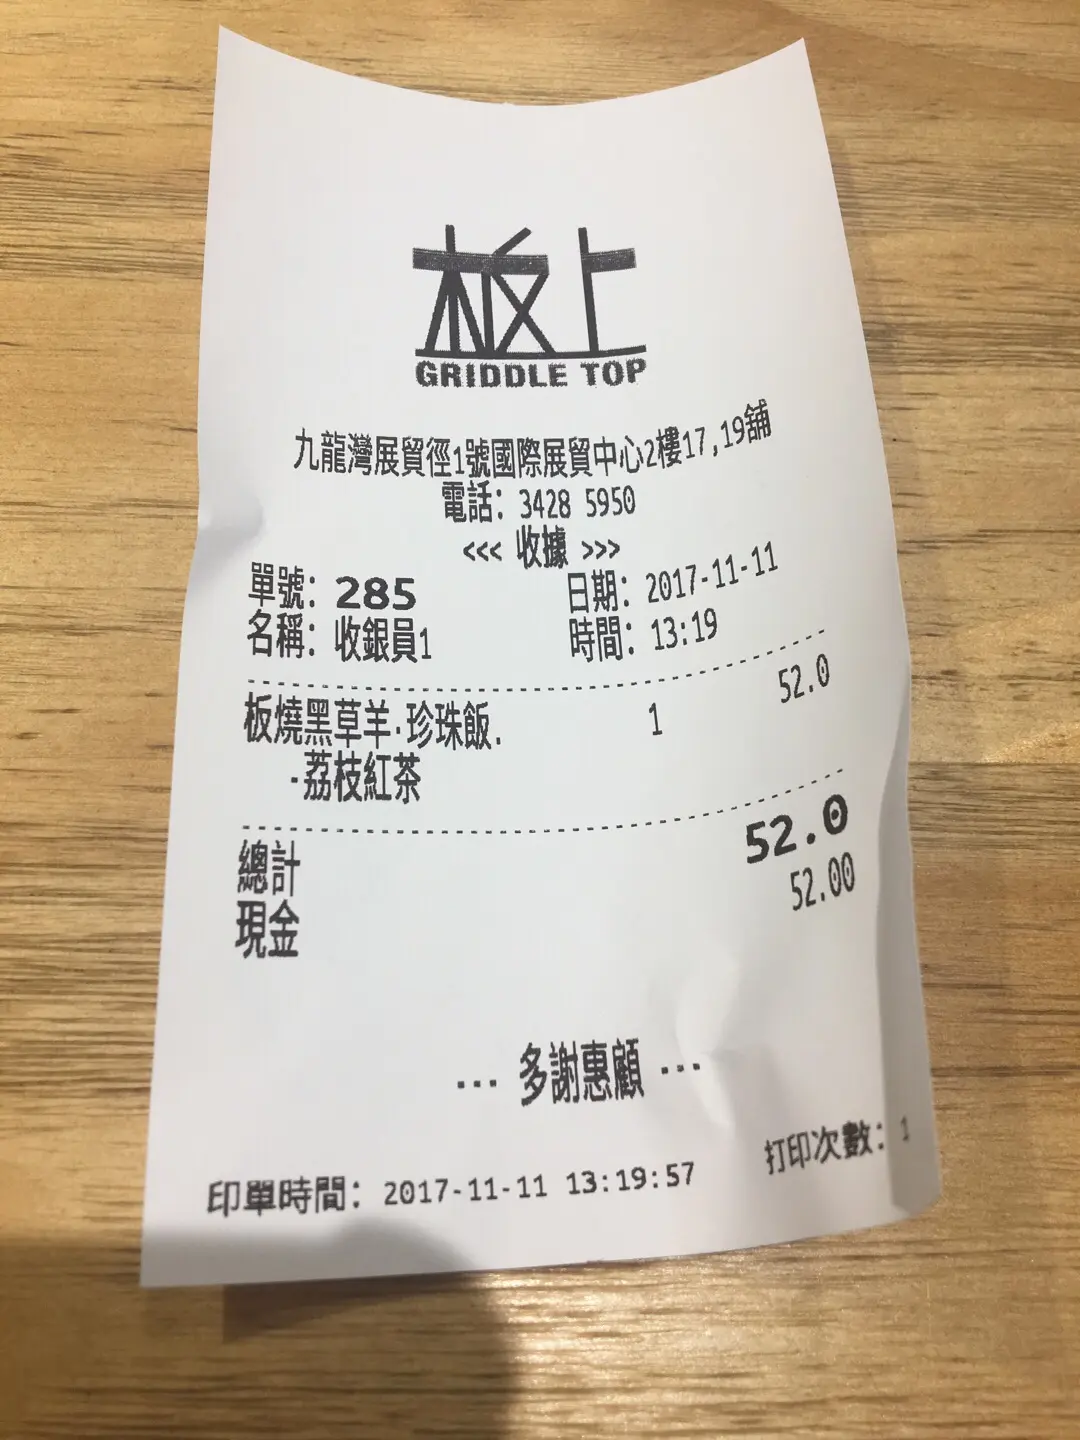 板上
GRIDDLE TOP
九龍灣展貿徑1號國際展貿中心2樓17,19舖
電話: 3428 5950
<<< 收據 >>>
單號: 285 日期: 2017-11-11
名稱: 收銀員1 時間: 13:19
板燒黑草羊.珍珠飯. 1 52.0
-荔枝紅茶
總計 52.0
現金 52.00
--- 多謝惠顧 ---
印單時間: 2017-11-11 13:19:57 打印次數: 1